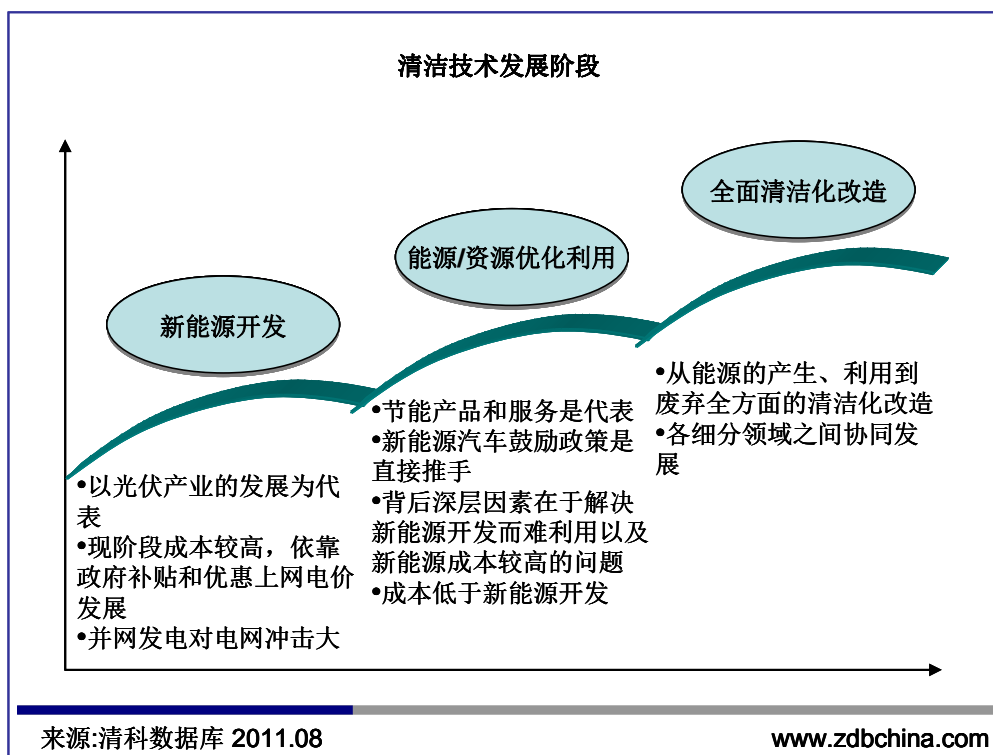 清洁技术发展阶段
全面清洁化改造
能源/资源优化利用
新能源开发
•以光伏产业的发展为代
表
•现阶段成本较高，依靠
政府补贴和优惠上网电价
发展
•并网发电对电网冲击大
•节能产品和服务是代表
•新能源汽车鼓励政策是
直接推手
•背后深层因素在于解决
新能源开发而难利用以及
新能源成本较高的问题
•成本低于新能源开发
•从能源的产生、利用到
废弃全方面的清洁化改造
•各细分领域之间协同发
展
来源:清科数据库 2011.08
www.zdbchina.com